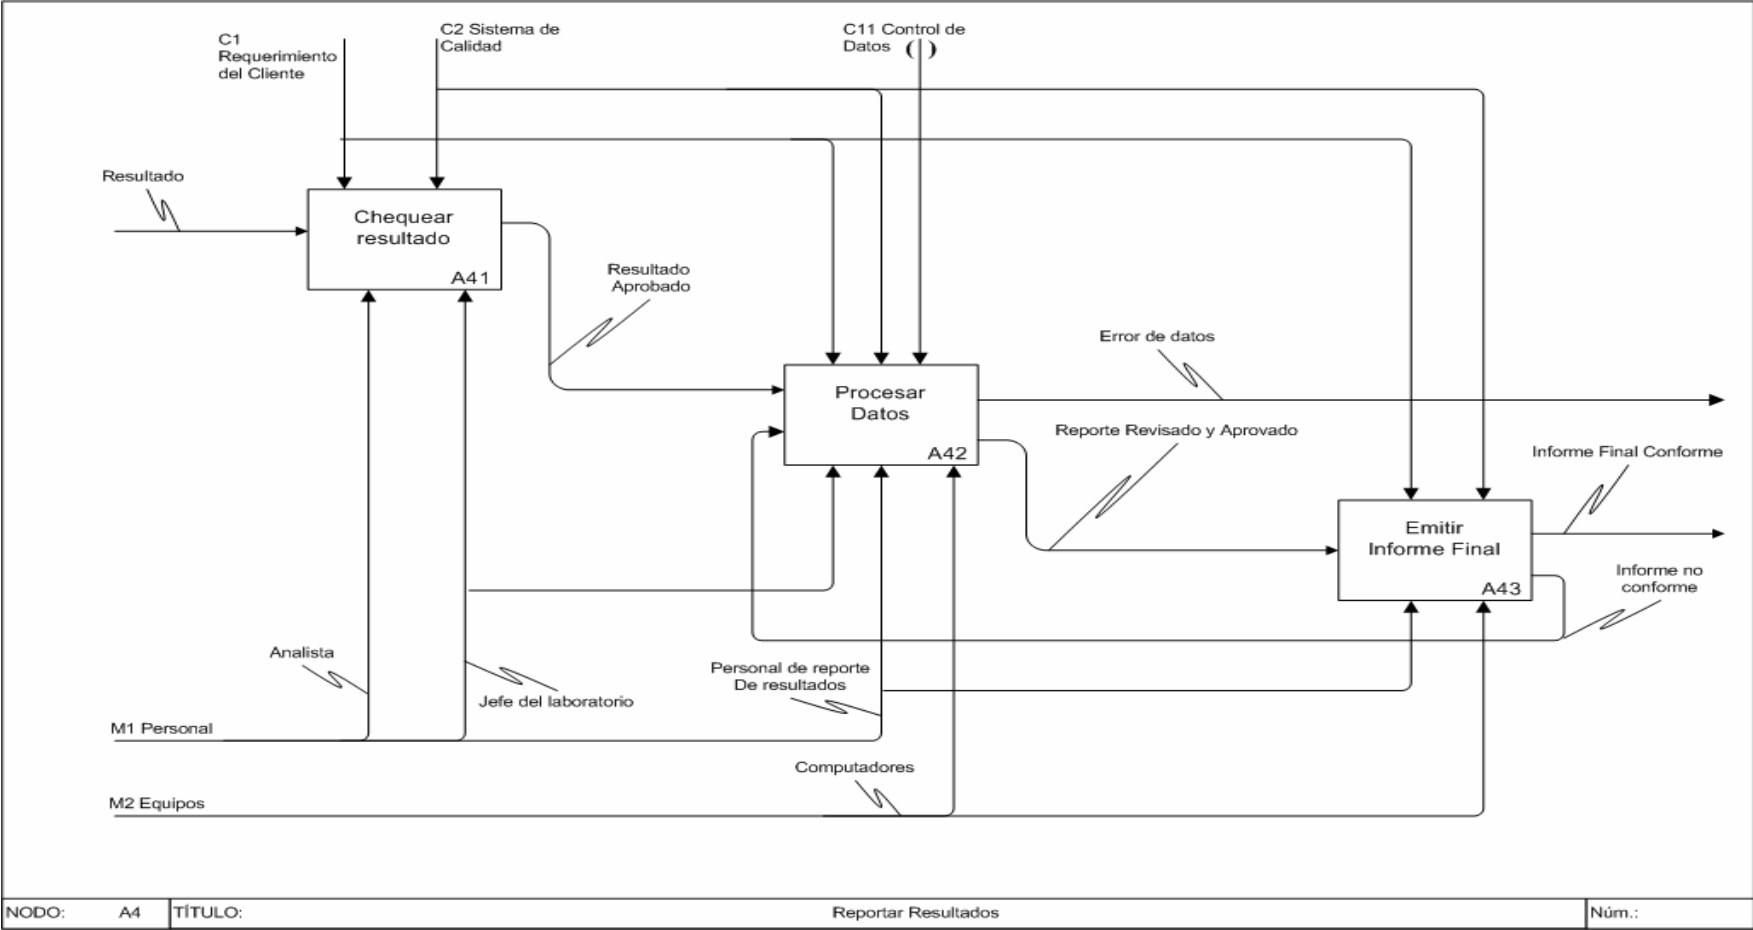 C1
Requerimiento
del Cliente
C2 Sistema de
Calidad
C11 Control de
Datos ( )
Resultado
Chequear
resultado
A41
Resultado
Aprobado
Error de datos
Procesar
Datos
A42
Reporte Revisado y Aprovado
Informe Final Conforme
Emitir
Informe Final
A43
Informe no
conforme
Analista
Jefe del laboratorio
Personal de reporte
De resultados
M1 Personal
Computadores
M2 Equipos
NODO: A4 TÍTULO: Reportar Resultados Núm.: